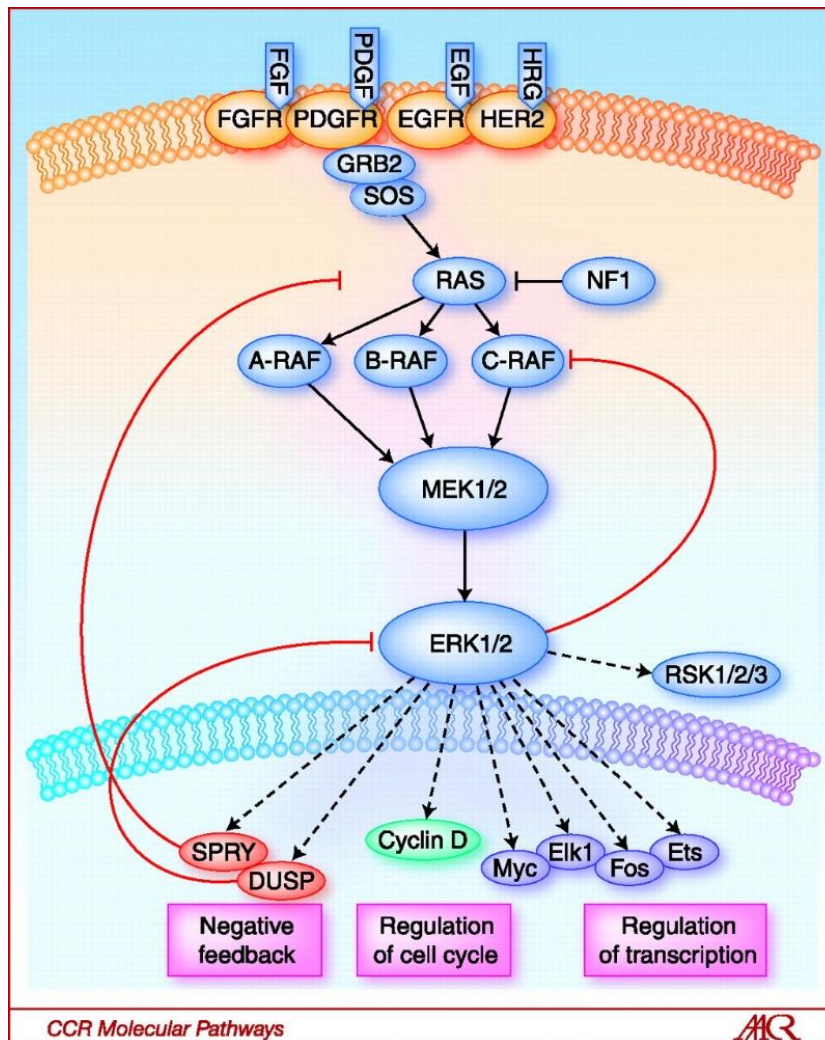 FGF
PDGF
EGF
HRG
FGFR
PDGFR
EGFR
HER2
GRB2
SOS
RAS
NF1
A-RAF
B-RAF
C-RAF
MEK1/2
ERK1/2
RSK1/2/3
SPRY
DUSP
Cyclin D
Myc
Elk1
Fos
Ets
Negative
feedback
Regulation
of cell cycle
Regulation
of transcription
CCR Molecular Pathways
AACR